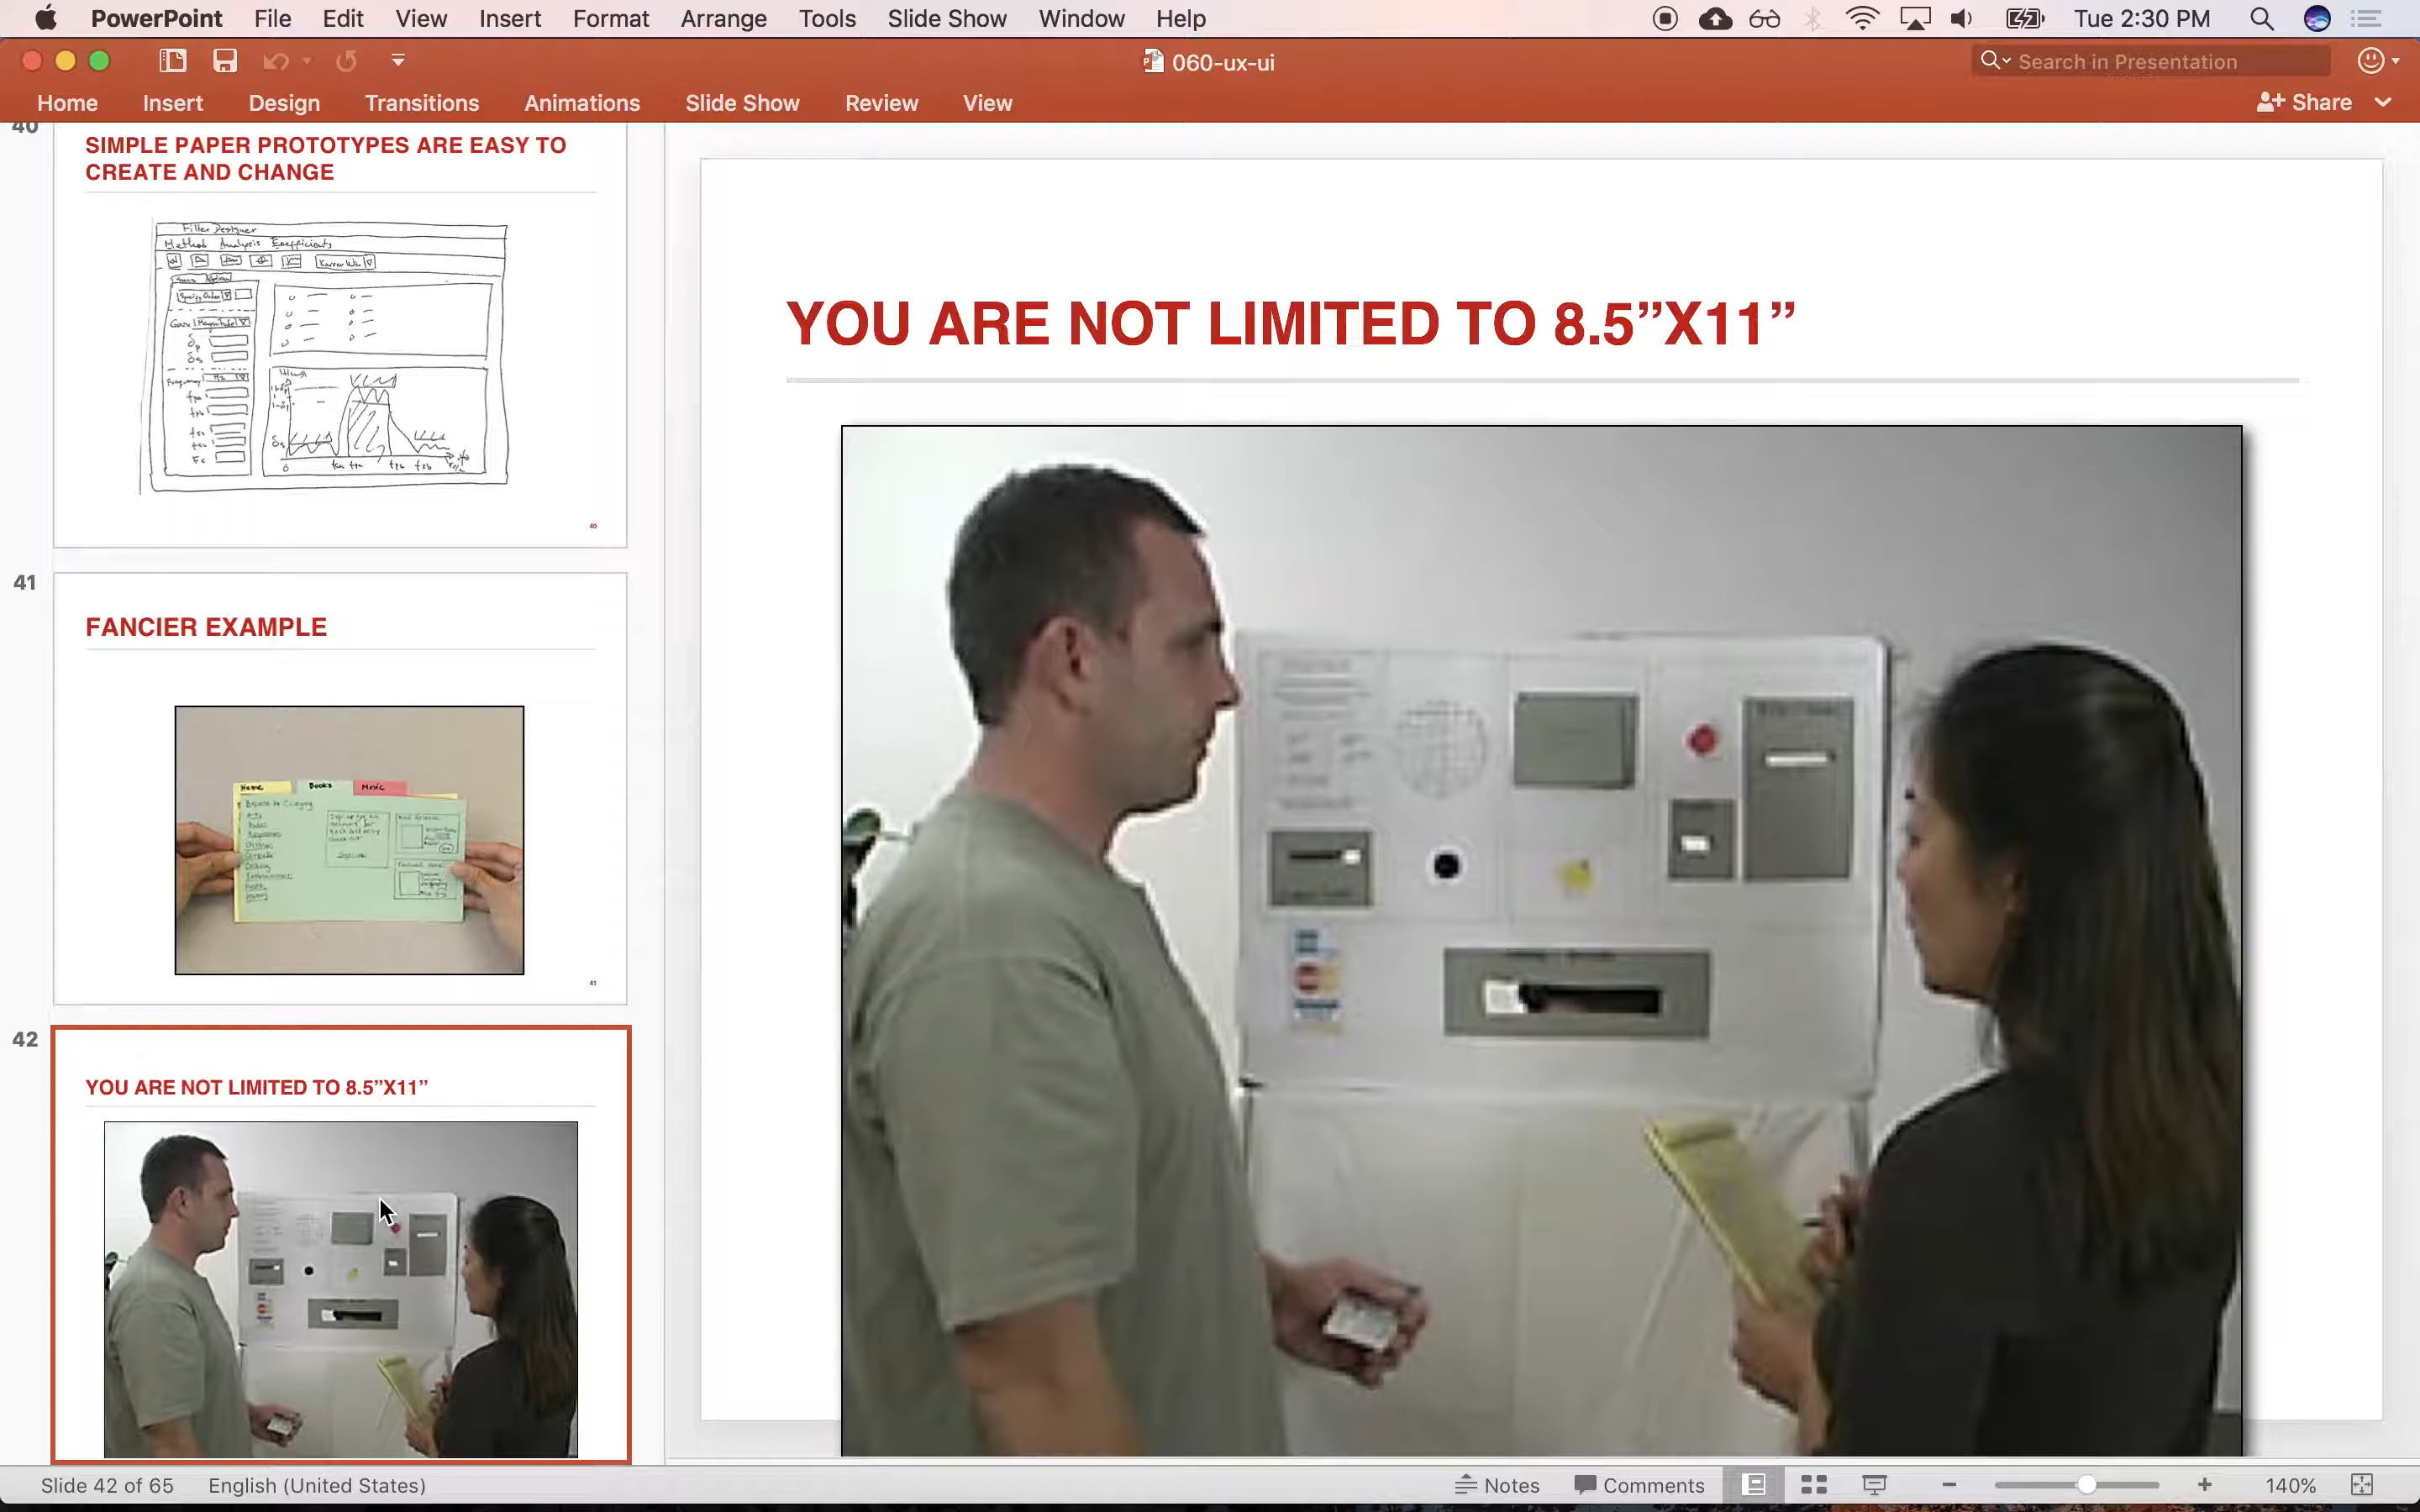 PowerPoint File Edit View Insert Format Arrange Tools Slide Show Window Help Tue 2:30 PM
060-ux-ui
Search in Presentation
Home Insert Design Transitions Animations Slide Show Review View Share
40
SIMPLE PAPER PROTOTYPES ARE EASY TO
CREATE AND CHANGE
Filter Designer
Method Analysis Coefficients
40
41
FANCIER EXAMPLE
Home Books Music
41
42
YOU ARE NOT LIMITED TO 8.5”X11”
YOU ARE NOT LIMITED TO 8.5”X11”
Slide 42 of 65 English (United States) Notes Comments 140%